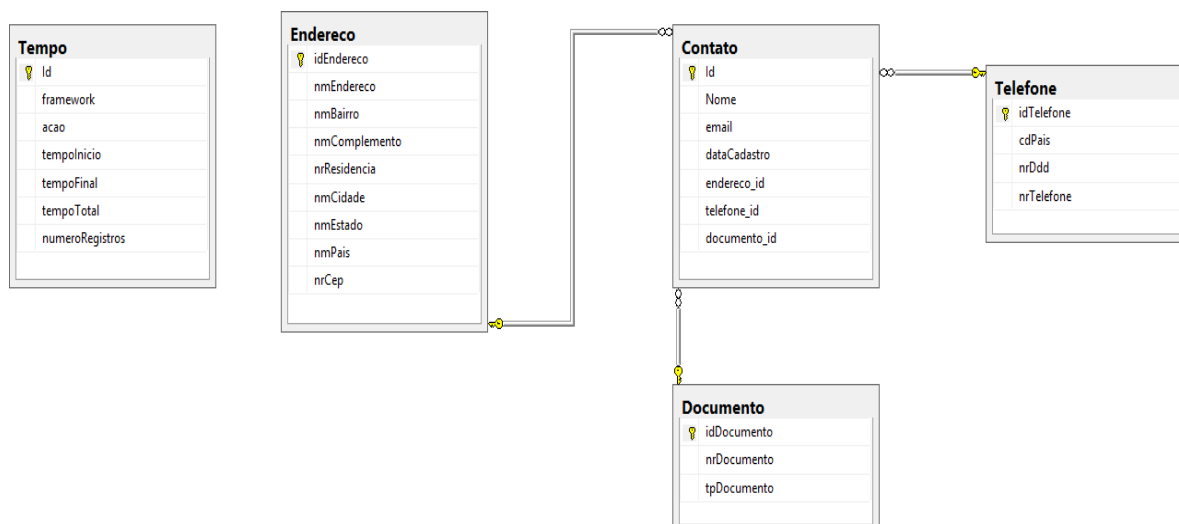 Tempo
Id
framework
acao
tempoInicio
tempoFinal
tempoTotal
numeroRegistros
Endereco
idEndereco
nmEndereco
nmBairro
nmComplemento
nrResidencia
nmCidade
nmEstado
nmPais
nrCep
Contato
Id
Nome
email
dataCadastro
endereco_id
telefone_id
documento_id
Telefone
idTelefone
cdPais
nrDdd
nrTelefone
Documento
idDocumento
nrDocumento
tpDocumento